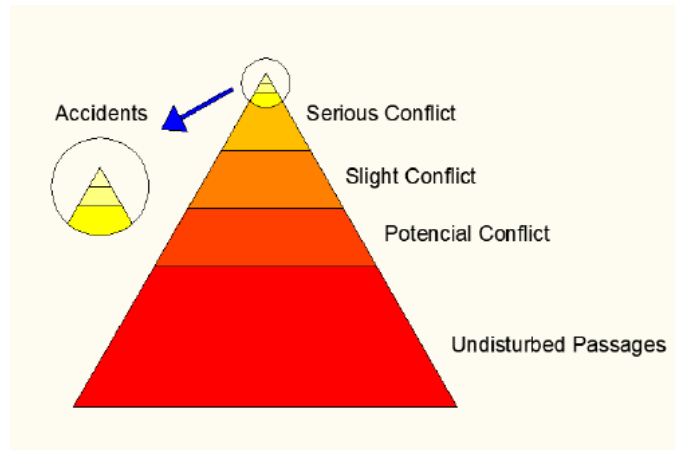 Accidents
Serious Conflict
Slight Conflict
Potencial Conflict
Undisturbed Passages